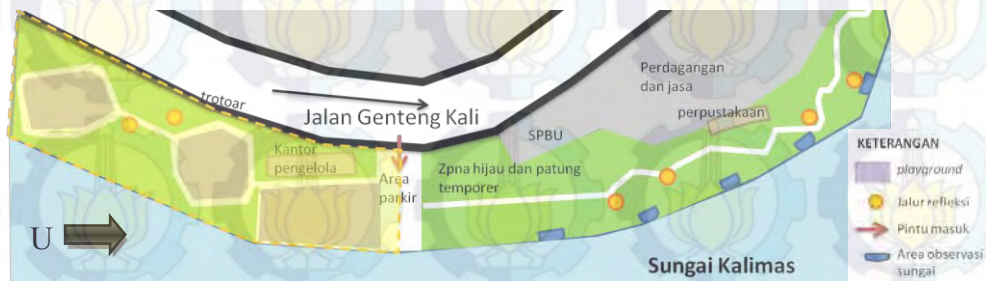 trotoar
Jalan Genteng Kali
Perdagangan
dan jasa
perpustakaan
SPBU
Kantor
pengelola
Area
parkir
Zpna hijau dan patung
temporer
U
Sungai Kalimas
KETERANGAN
playground
Jalur refleksi
Pintu masuk
Area observasi
sungai